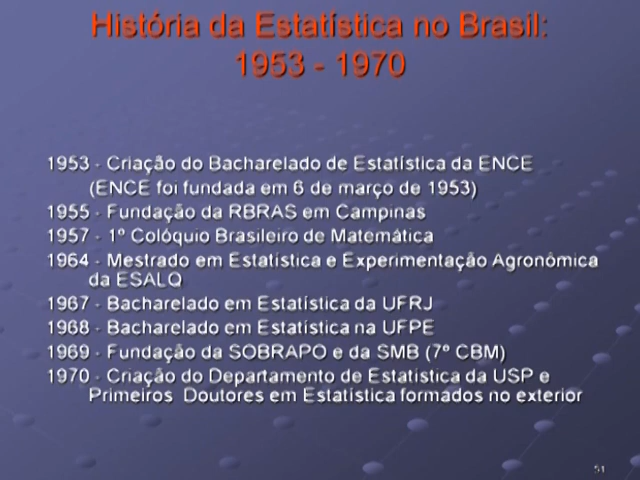 História da Estatística no Brasil:
1953 - 1970
1953 - Criação do Bacharelado de Estatística da ENCE
(ENCE foi fundada em 6 de março de 1953)
1955 - Fundação da RBRAS em Campinas
1957 - 1º Colóquio Brasileiro de Matemática
1964 - Mestrado em Estatística e Experimentação Agronômica
da ESALQ
1967 - Bacharelado em Estatística da UFRJ
1968 - Bacharelado em Estatística na UFPE
1969 - Fundação da SOBRAPO e da SMB (7º CBM)
1970 - Criação do Departamento de Estatística da USP e
Primeiros Doutores em Estatística formados no exterior
51